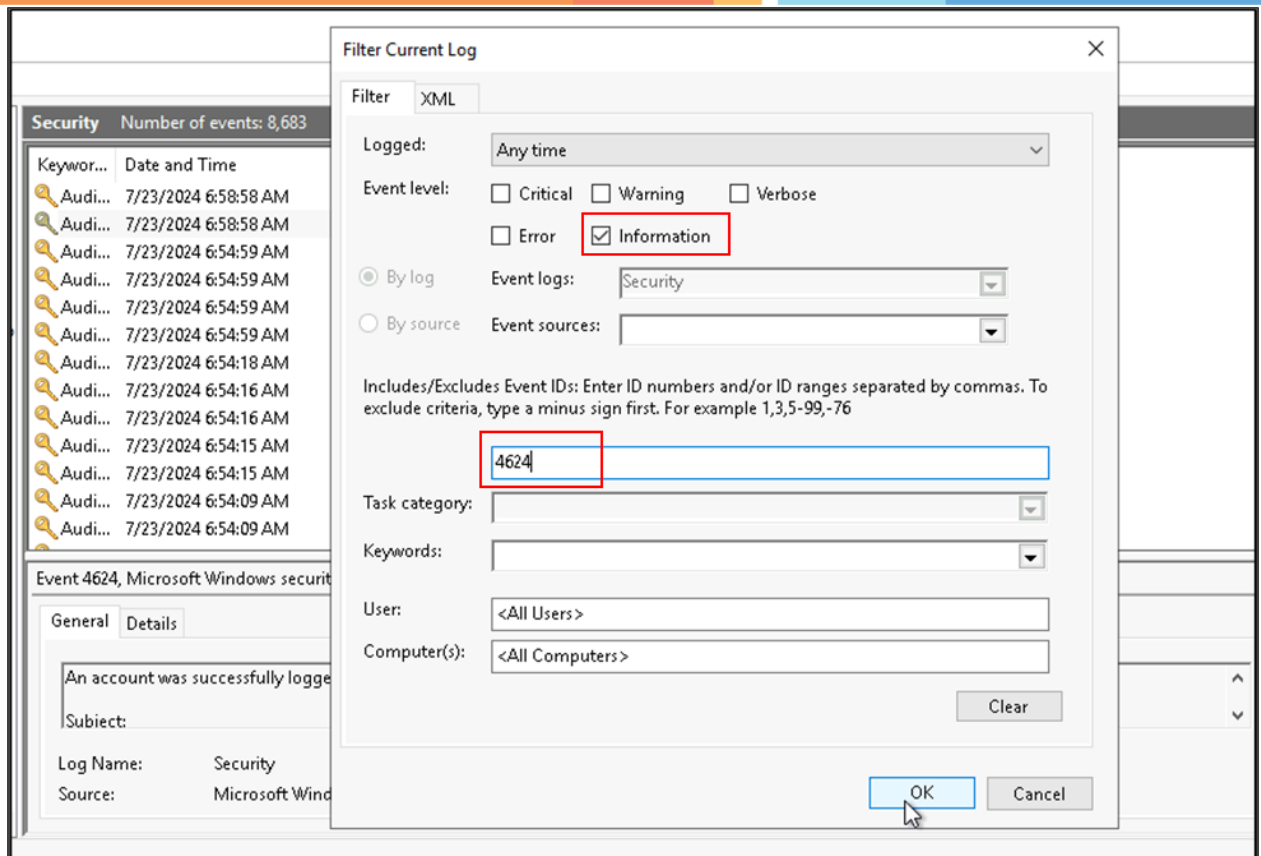 Filter Current Log
Filter XML
Security Number of events: 8,683
Keywor... Date and Time
Audi... 7/23/2024 6:58:58 AM
Audi... 7/23/2024 6:58:58 AM
Audi... 7/23/2024 6:54:59 AM
Audi... 7/23/2024 6:54:59 AM
Audi... 7/23/2024 6:54:59 AM
Audi... 7/23/2024 6:54:59 AM
Audi... 7/23/2024 6:54:18 AM
Audi... 7/23/2024 6:54:16 AM
Audi... 7/23/2024 6:54:16 AM
Audi... 7/23/2024 6:54:15 AM
Audi... 7/23/2024 6:54:15 AM
Audi... 7/23/2024 6:54:09 AM
Audi... 7/23/2024 6:54:09 AM
Event 4624, Microsoft Windows securit
General Details
An account was successfully logge
Subject:
Log Name: Security
Source: Microsoft Wind
Logged: Any time
Event level: Critical Warning Verbose
Error Information
By log Event logs: Security
By source Event sources:
Includes/Excludes Event IDs: Enter ID numbers and/or ID ranges separated by commas. To
exclude criteria, type a minus sign first. For example 1,3,5-99,-76
4624
Task category:
Keywords:
User: <All Users>
Computer(s): <All Computers>
Clear
OK Cancel